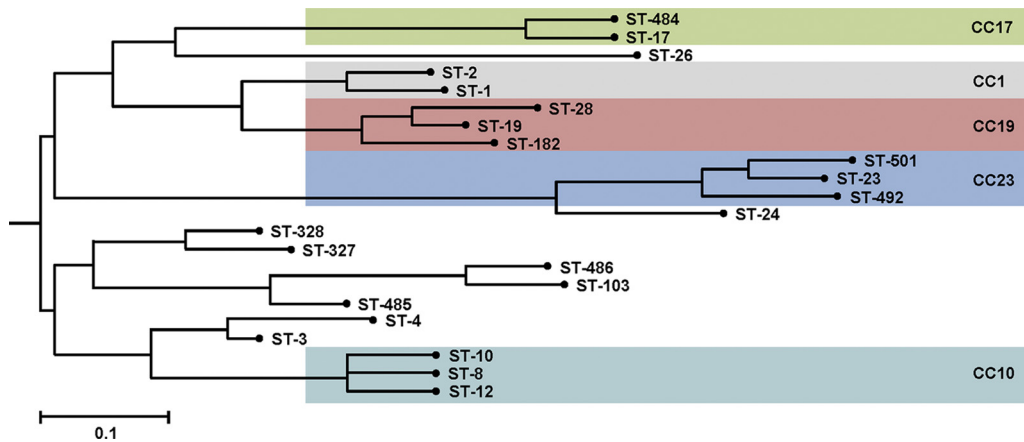 ST-484
ST-17
CC17
ST-26
ST-2
ST-1
CC1
ST-28
ST-19
ST-182
CC19
ST-501
ST-23
ST-492
CC23
ST-24
ST-328
ST-327
ST-486
ST-103
ST-485
ST-4
ST-3
ST-10
ST-8
ST-12
CC10
0.1